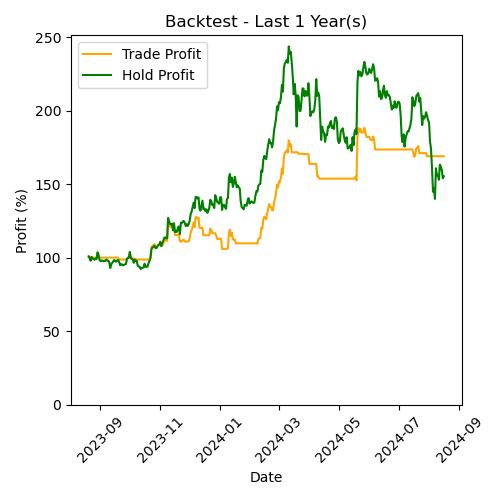 Backtest - Last 1 Year(s)
Trade Profit
Hold Profit
Profit (%)
250
200
150
100
50
0
2023-09
2023-11
2024-01
2024-03
2024-05
2024-07
2024-09
Date